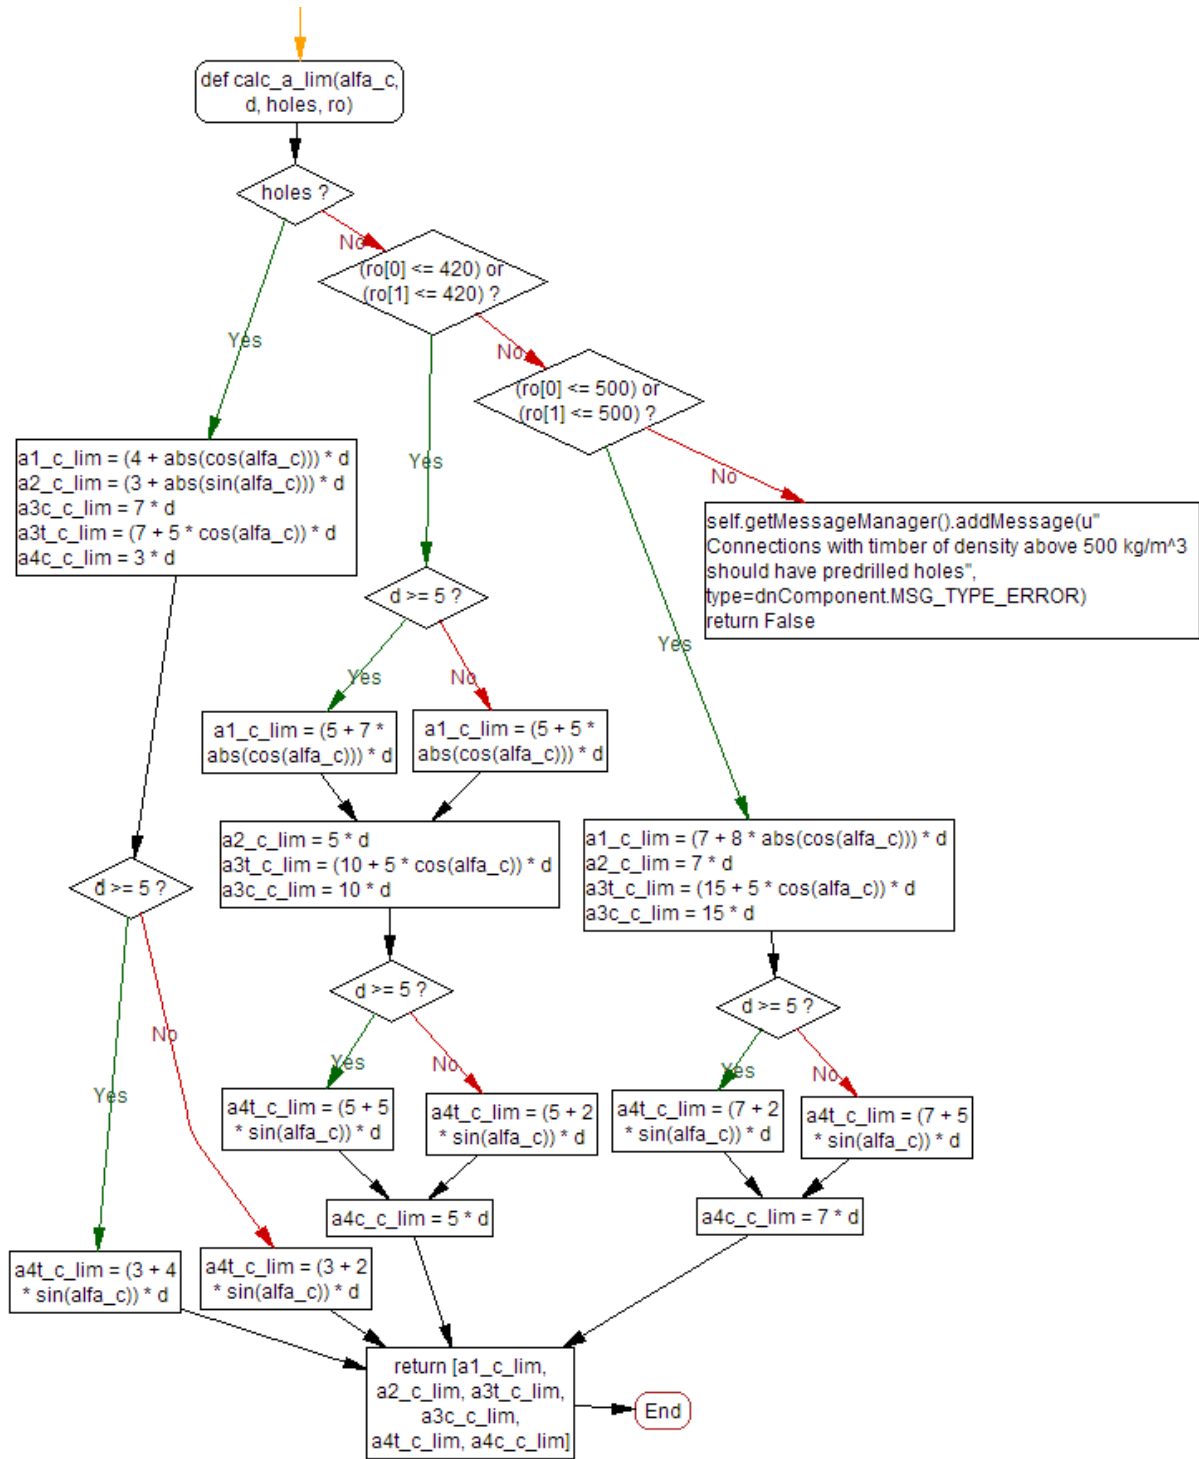 def calc_a_lim(alfa_c,
d, holes, ro)
holes ?
No
(ro[0] <= 420) or
(ro[1] <= 420) ?
Yes
No
(ro[0] <= 500) or
(ro[1] <= 500) ?
a1_c_lim = (4 + abs(cos(alfa_c))) * d
a2_c_lim = (3 + abs(sin(alfa_c))) * d
a3c_c_lim = 7 * d
a3t_c_lim = (7 + 5 * cos(alfa_c)) * d
a4c_c_lim = 3 * d
Yes
No
self.getMessageManager().addMessage(u"
Connections with timber of density above 500 kg/m^3
should have predrilled holes",
type=dnComponent.MSG_TYPE_ERROR)
return False
d >= 5 ?
Yes
Yes
No
a1_c_lim = (5 + 7 *
abs(cos(alfa_c))) * d
a1_c_lim = (5 + 5 *
abs(cos(alfa_c))) * d
a2_c_lim = 5 * d
a3t_c_lim = (10 + 5 * cos(alfa_c)) * d
a3c_c_lim = 10 * d
a1_c_lim = (7 + 8 * abs(cos(alfa_c))) * d
a2_c_lim = 7 * d
a3t_c_lim = (15 + 5 * cos(alfa_c)) * d
a3c_c_lim = 15 * d
d >= 5 ?
d >= 5 ?
d >= 5 ?
No
Yes
No
Yes
No
Yes
a4t_c_lim = (5 + 5
* sin(alfa_c)) * d
a4t_c_lim = (5 + 2
* sin(alfa_c)) * d
a4t_c_lim = (7 + 2
* sin(alfa_c)) * d
a4t_c_lim = (7 + 5
* sin(alfa_c)) * d
a4c_c_lim = 5 * d
a4c_c_lim = 7 * d
a4t_c_lim = (3 + 4
* sin(alfa_c)) * d
a4t_c_lim = (3 + 2
* sin(alfa_c)) * d
return [a1_c_lim,
a2_c_lim, a3t_c_lim,
a3c_c_lim,
a4t_c_lim, a4c_c_lim]
End